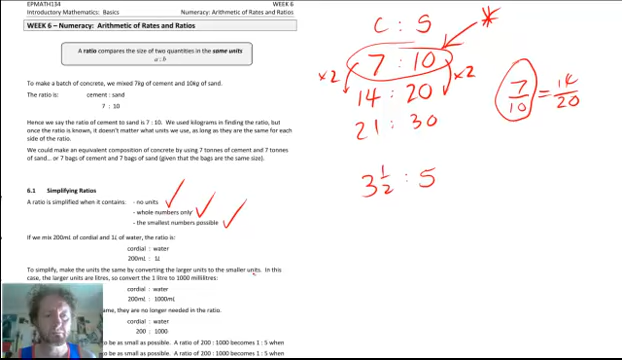 EPMATH134 WEEK 6
Introductory Mathematics: Basics Numeracy: Arithmetic of Rates and Ratios
WEEK 6 – Numeracy: Arithmetic of Rates and Ratios
A ratio compares the size of two quantities in the same units
a : b
To make a batch of concrete, we mixed 7kg of cement and 10kg of sand.
The ratio is: cement : sand
7 : 10
Hence we say the ratio of cement to sand is 7 : 10. We used kilograms in finding the ratio, but
once the ratio is known, it doesn't matter what units we use, as long as they are the same for each
side of the ratio.
We could make an equivalent composition of concrete by using 7 tonnes of cement and 7 tonnes
of sand... or 7 bags of cement and 7 bags of sand (given that the bags are the same size).
6.1 Simplifying Ratios
A ratio is simplified when it contains: - no units
- whole numbers only
- the smallest numbers possible
If we mix 200mL of cordial and 1L of water, the ratio is:
cordial : water
200mL : 1L
To simplify, make the units the same by converting the larger units to the smaller units. In this
case, the larger units are litres, so convert the 1 litre to 1000 millilitres:
cordial : water
200mL : 1000mL
ame, they are no longer needed in the ratio.
cordial : water
200 : 1000
to be as small as possible. A ratio of 200 : 1000 becomes 1 : 5 when
to be as small as possible. A ratio of 200 : 1000 becomes 1 : 5 when
C : S *
7 : 10
×2 ×2
14 : 20
21 : 30
3 1/2 : 5
7/10 = 14/20